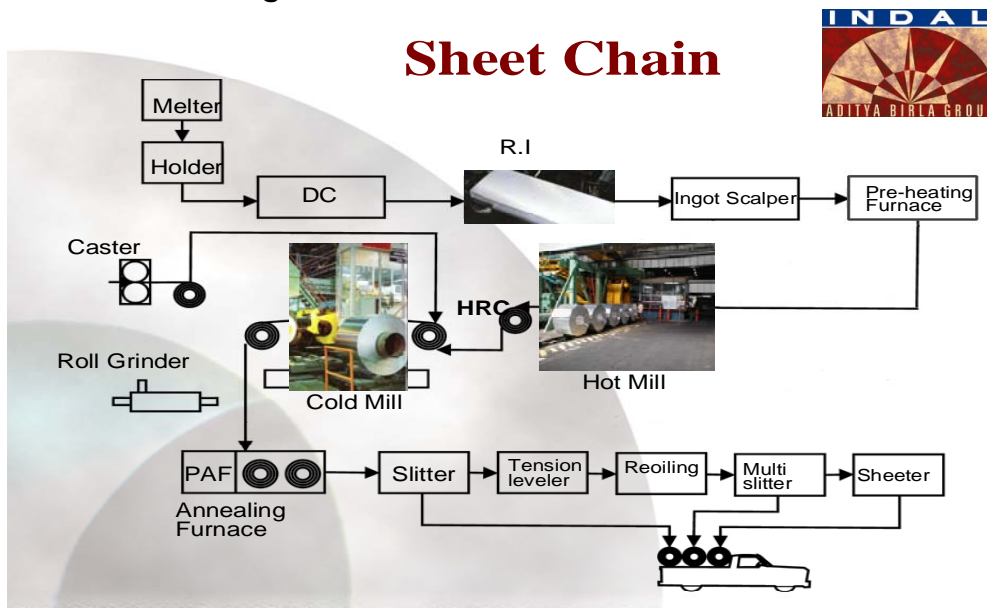 INDAL
Sheet Chain
ADITYA BIRLA GROU
Melter
R.I
Holder
DC
Ingot Scalper
Pre-heating
Furnace
Caster
HRC
Roll Grinder
Hot Mill
Cold Mill
PAF
Slitter
Tension
leveler
Reoiling
Multi
slitter
Sheeter
Annealing
Furnace